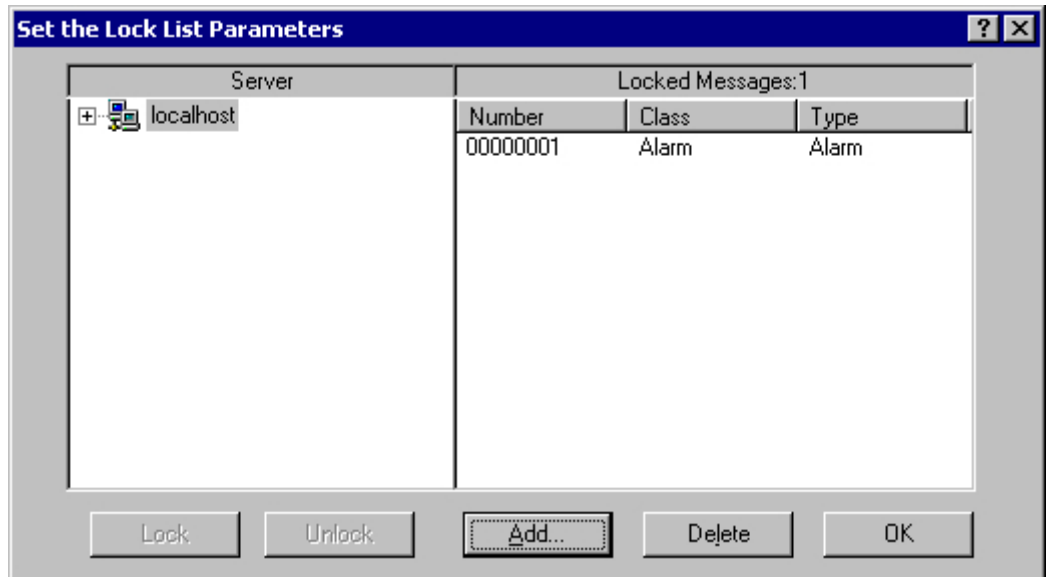 Set the Lock List Parameters
Server Locked Messages:1
localhost
Number Class Type
00000001 Alarm Alarm
Lock Unlock Add... Delete OK